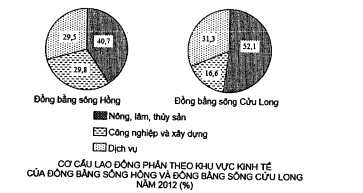 29,5
40,7
29,8
31,3
52,1
16,6
Đồng bằng sông Hồng
Đồng bằng sông Cửu Long
Nông, lâm, thủy sản
Công nghiệp và xây dựng
Dịch vụ
CƠ CẤU LAO ĐỘNG PHÂN THEO KHU VỰC KINH TẾ
CỦA ĐỒNG BẰNG SÔNG HỒNG VÀ ĐỒNG BẰNG SÔNG CỬU LONG
NĂM 2012 (%)